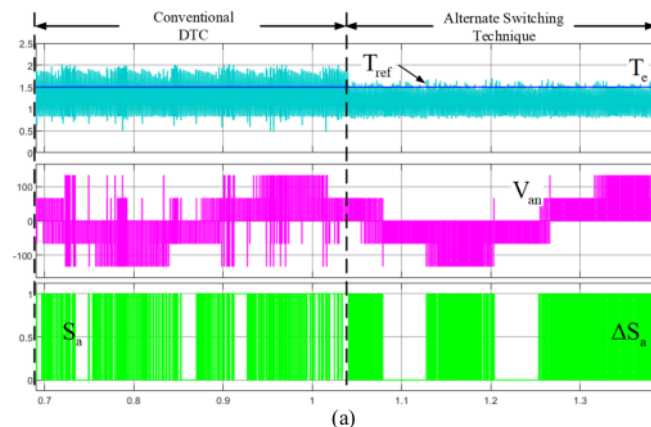 Conventional
DTC
Alternate Switching
Technique
2.5
2
1.5
1
0.5
0
T_ref
T_e
100
0
-100
V_an
1
0.5
0
S_a
ΔS_a
0.7
0.8
0.9
1
1.1
1.2
1.3
(a)